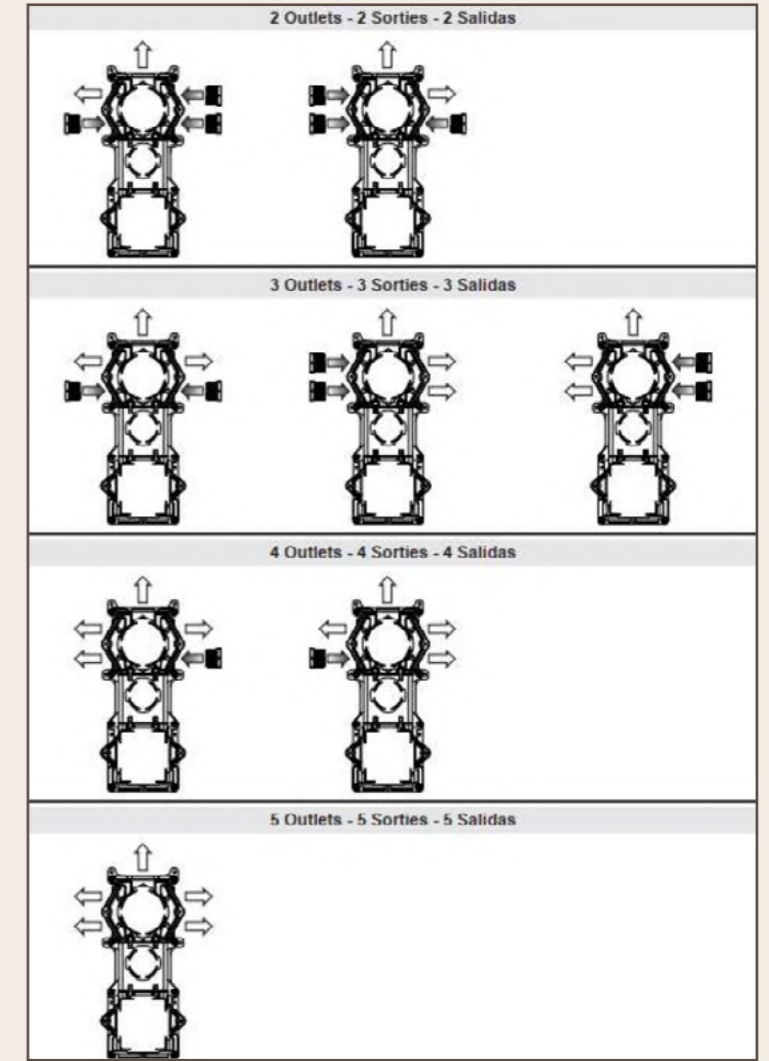 2 Outlets - 2 Sorties - 2 Salidas
3 Outlets - 3 Sorties - 3 Salidas
4 Outlets - 4 Sorties - 4 Salidas
5 Outlets - 5 Sorties - 5 Salidas